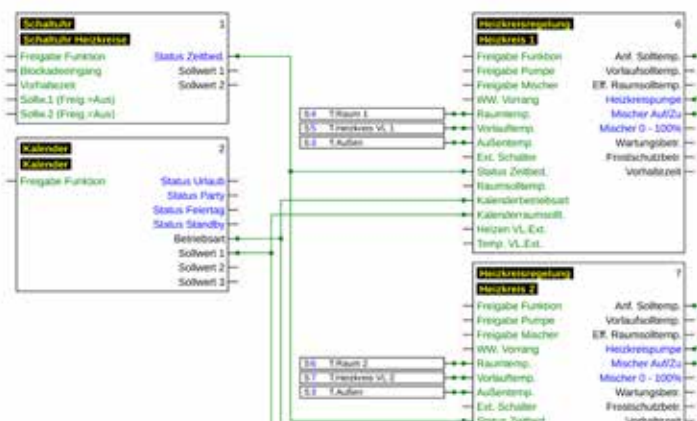 Schaltuhr 1
Schaltuhr Heizkreise
Freigabe Funktion Status Zeitbed.
Blockadeeingang Sollwert 1
Vorhaltezeit Sollwert 2
Sollw.1 (Freig.=Aus)
Sollw.2 (Freig.=Aus)
Kalender 2
Kalender
Freigabe Funktion Status Urlaub
Status Party
Status Feiertag
Status Standby
Betriebsart
Sollwert 1
Sollwert 2
Sollwert 3
S4 T.Raum 1
S5 T.Heizkreis VL 1
S3 T.Außen
Heizkreisregelung 6
Heizkreis 1
Freigabe Funktion Anf. Solltemp.
Freigabe Pumpe Vorlaufsolltemp.
Freigabe Mischer Eff. Raumsolltemp.
WW. Vorrang Heizkreispumpe
Raumtemp. Mischer Auf/Zu
Vorlauftemp. Mischer 0 - 100%
Außentemp. Wartungsbetr.
Ext. Schalter Frostschutzbetr.
Status Zeitbed. Vorhaltezeit
Raumsolltemp.
Kalenderbetriebsart
Kalenderraumsollt.
Heizen VL.Ext.
Temp. VL.Ext.
S6 T.Raum 2
S7 T.Heizkreis VL 2
S3 T.Außen
Heizkreisregelung 7
Heizkreis 2
Freigabe Funktion Anf. Solltemp.
Freigabe Pumpe Vorlaufsolltemp.
Freigabe Mischer Eff. Raumsolltemp.
WW. Vorrang Heizkreispumpe
Raumtemp. Mischer Auf/Zu
Vorlauftemp. Mischer 0 - 100%
Außentemp. Wartungsbetr.
Ext. Schalter Frostschutzbetr.
Status Zeitbed. Vorhaltezeit